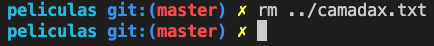 peliculas git:(master) ✗ rm ../camadax.txt
peliculas git:(master) ✗